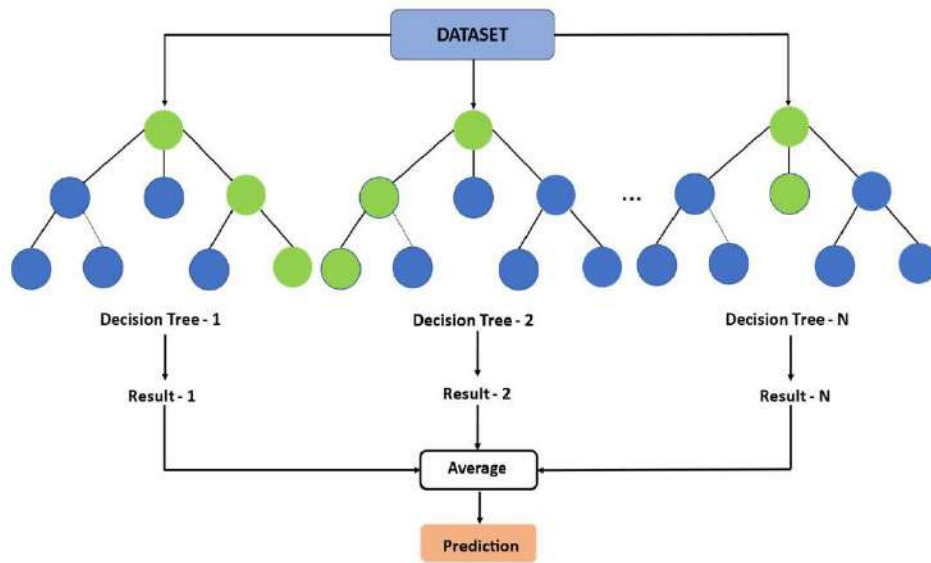 DATASET
...
Decision Tree - 1
Decision Tree - 2
Decision Tree - N
Result - 1
Result - 2
Result - N
Average
Prediction